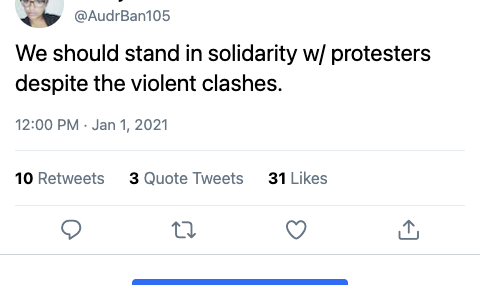 @AudrBan105
We should stand in solidarity w/ protesters
despite the violent clashes.
12:00 PM · Jan 1, 2021
10 Retweets 3 Quote Tweets 31 Likes